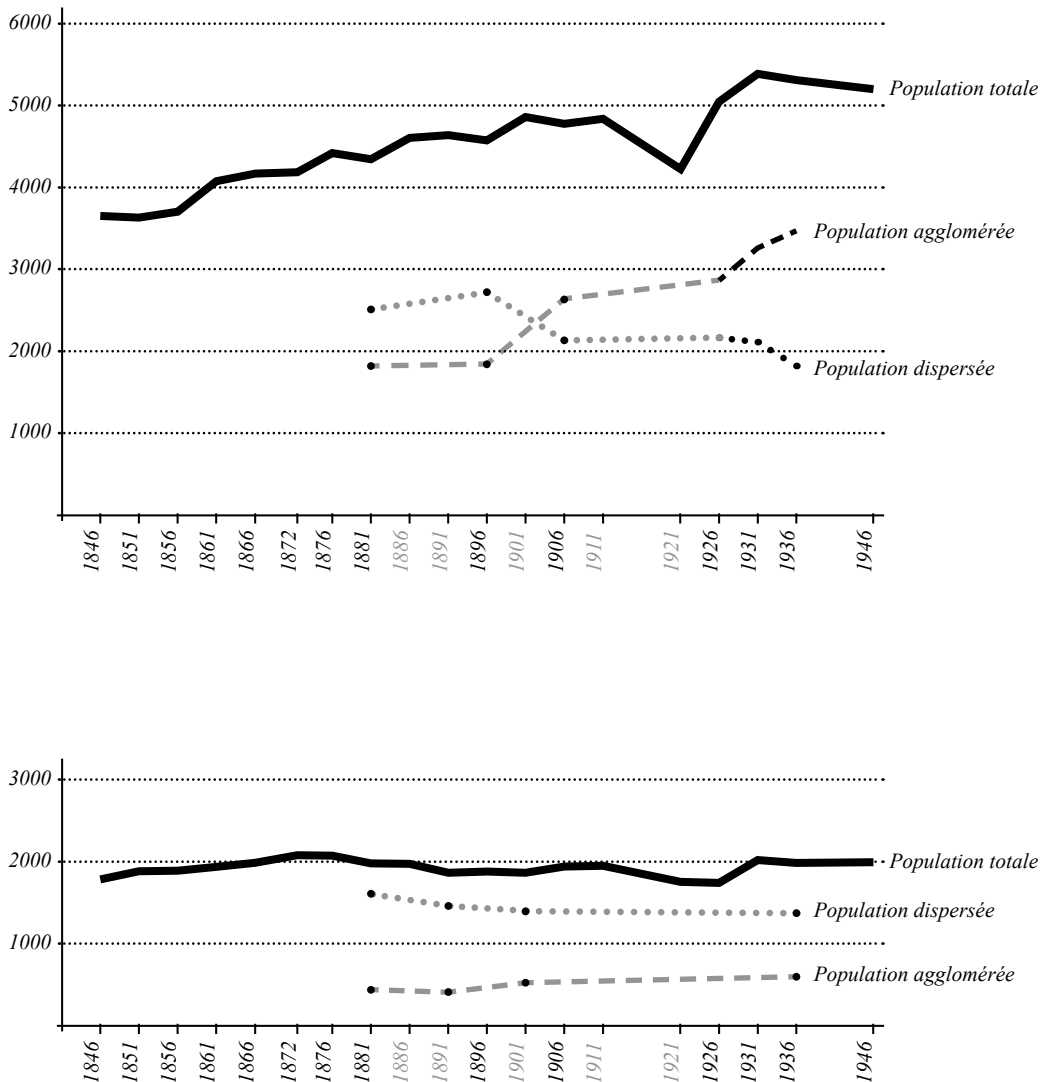 6000
5000
4000
3000
2000
1000
Population totale
Population agglomérée
Population dispersée
1846 1851 1856 1861 1866 1872 1876 1881 1886 1891 1896 1901 1906 1911 1921 1926 1931 1936 1946
3000
2000
1000
Population totale
Population dispersée
Population agglomérée
1846 1851 1856 1861 1866 1872 1876 1881 1886 1891 1896 1901 1906 1911 1921 1926 1931 1936 1946